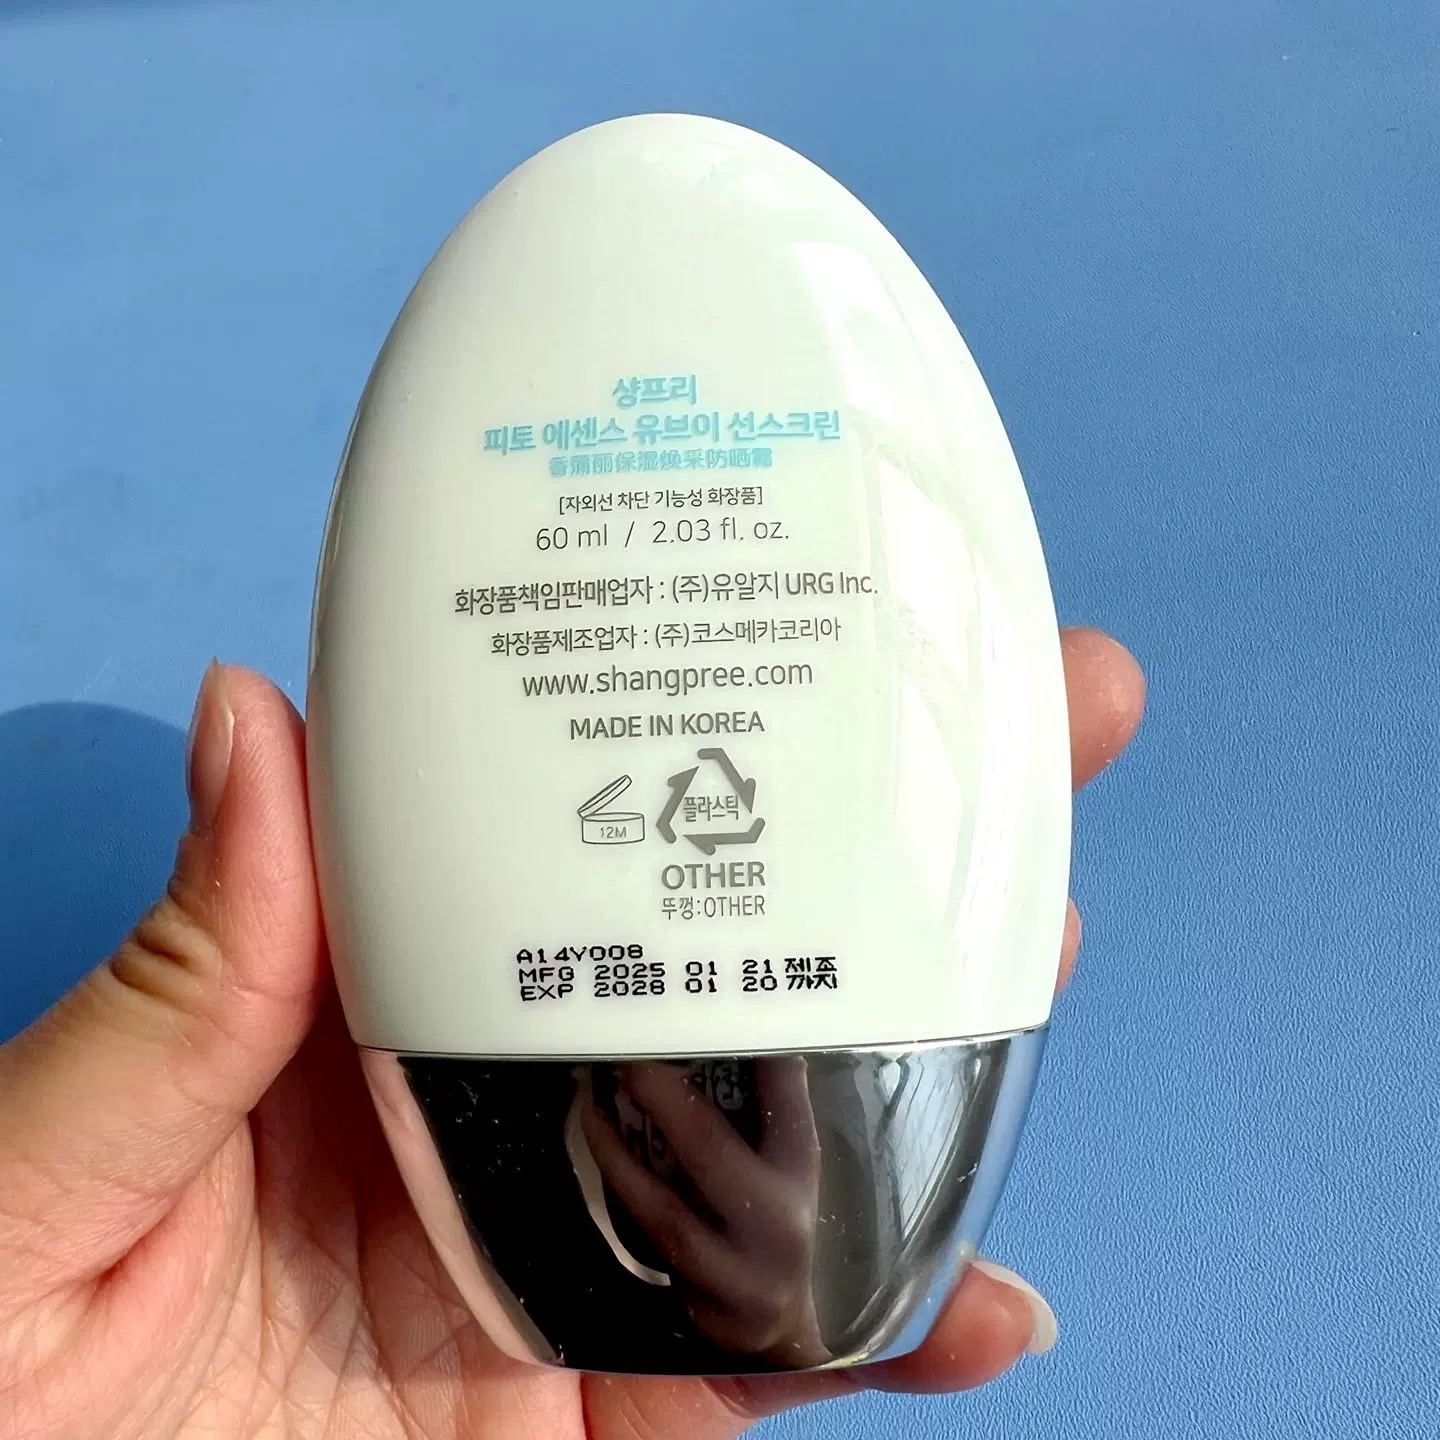 샹프리
피토 에센스 유브이 선스크린
香蒲丽保湿焕采防晒霜
[자외선 차단 기능성 화장품]
60 ml / 2.03 fl. oz.
화장품책임판매업자 : (주)유알지 URG Inc.
화장품제조업자 : (주)코스메카코리아
www.shangpree.com
MADE IN KOREA
12M
플라스틱
OTHER
뚜껑:OTHER
A14Y008
MFG 2025 01 21 제조
EXP 2028 01 20 까지